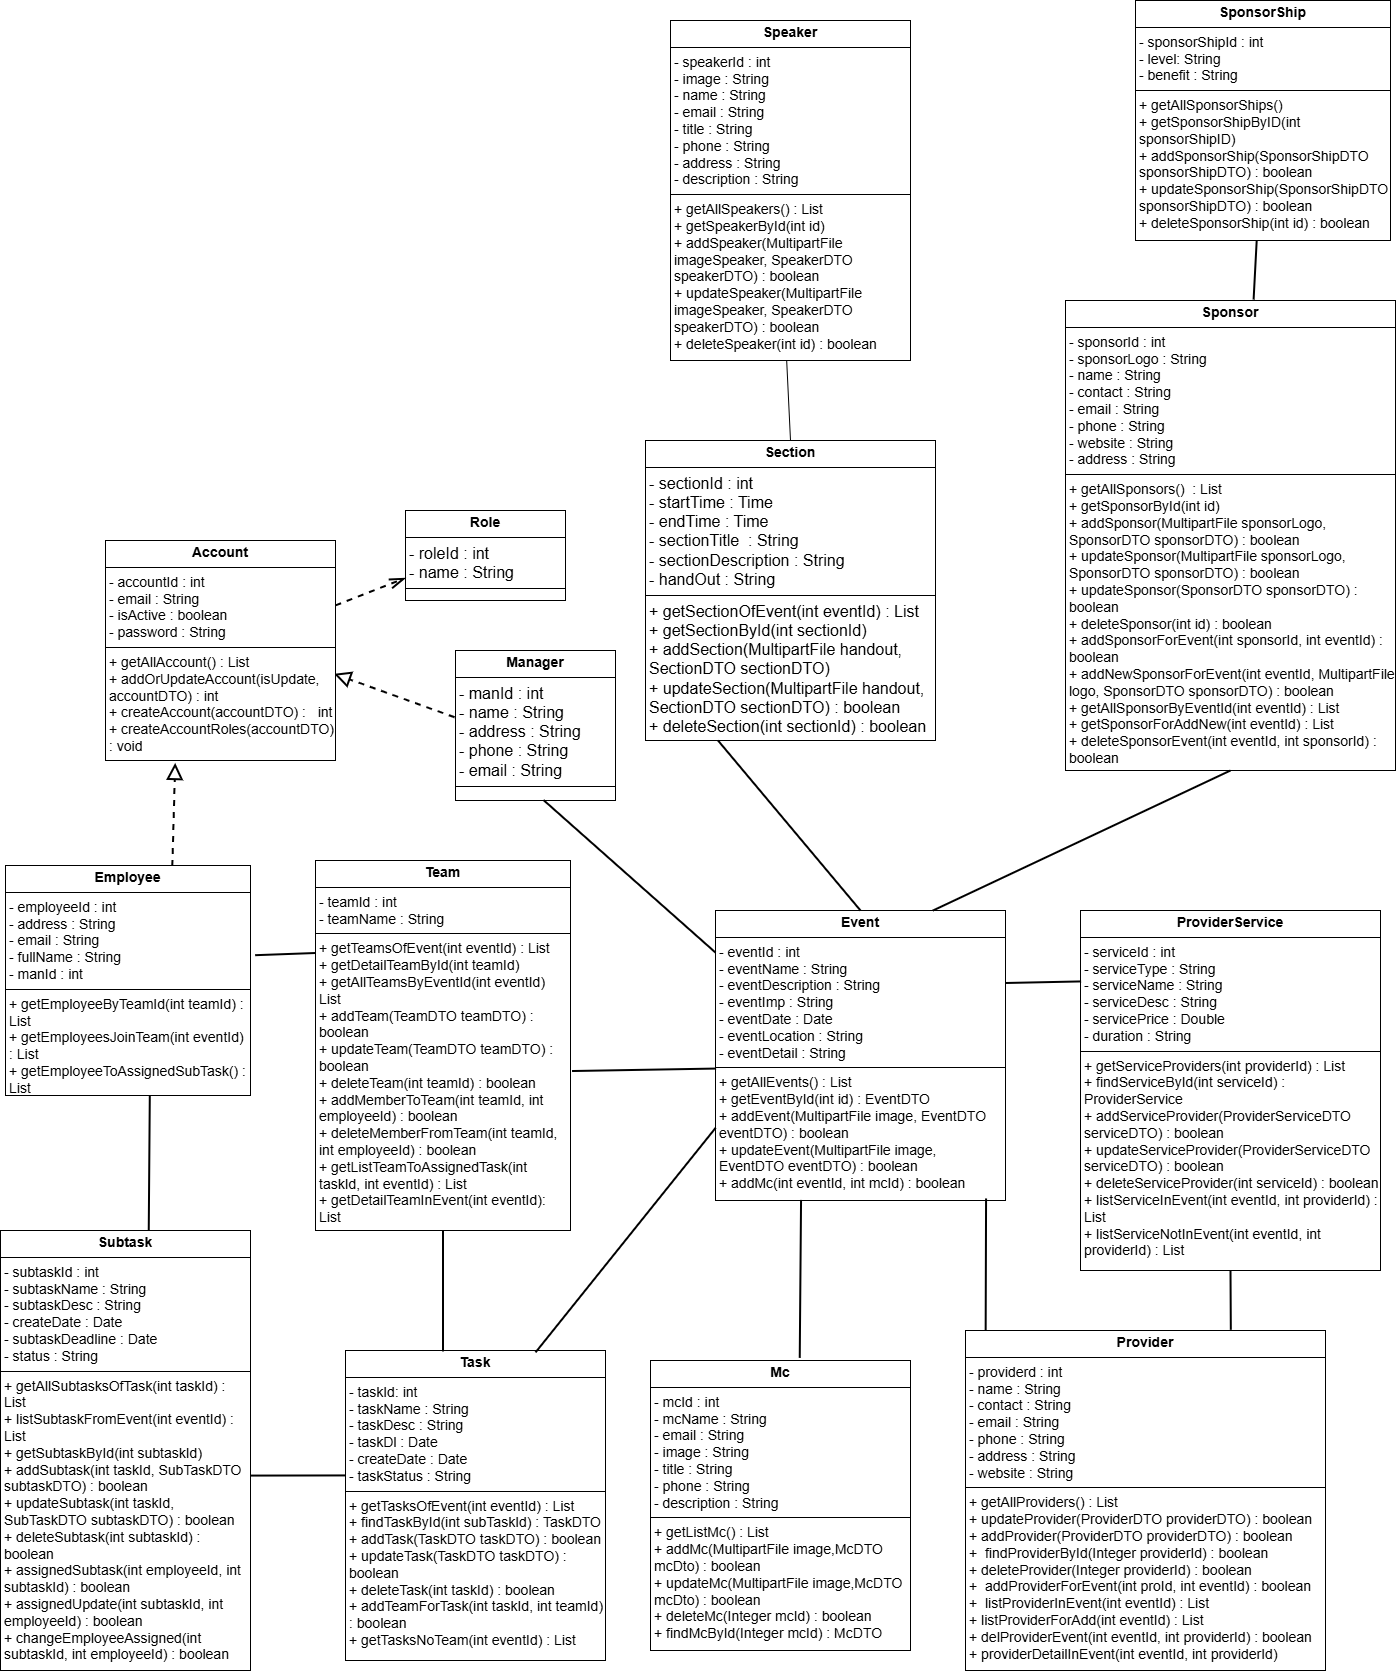 SponsorShip
- sponsorShipId : int
- level: String
- benefit : String
+ getAllSponsorShips()
+ getSponsorShipByID(int
sponsorShipID)
+ addSponsorShip(SponsorShipDTO
sponsorShipDTO) : boolean
+ updateSponsorShip(SponsorShipDTO
sponsorShipDTO) : boolean
+ deleteSponsorShip(int id) : boolean
Speaker
- speakerId : int
- image : String
- name : String
- email : String
- title : String
- phone : String
- address : String
- description : String
+ getAllSpeakers() : List
+ getSpeakerById(int id)
+ addSpeaker(MultipartFile
imageSpeaker, SpeakerDTO
speakerDTO) : boolean
+ updateSpeaker(MultipartFile
imageSpeaker, SpeakerDTO
speakerDTO) : boolean
+ deleteSpeaker(int id) : boolean
Sponsor
- sponsorId : int
- sponsorLogo : String
- name : String
- contact : String
- email : String
- phone : String
- website : String
- address : String
+ getAllSponsors()  : List
+ getSponsorById(int id)
+ addSponsor(MultipartFile sponsorLogo,
SponsorDTO sponsorDTO) : boolean
+ updateSponsor(MultipartFile sponsorLogo,
SponsorDTO sponsorDTO) : boolean
+ updateSponsor(SponsorDTO sponsorDTO) :
boolean
+ deleteSponsor(int id) : boolean
+ addSponsorForEvent(int sponsorId, int eventId) :
boolean
+ addNewSponsorForEvent(int eventId, MultipartFile
logo, SponsorDTO sponsorDTO) : boolean
+ getAllSponsorByEventId(int eventId) : List
+ getSponsorForAddNew(int eventId) : List
+ deleteSponsorEvent(int eventId, int sponsorId) :
boolean
Section
- sectionId : int
- startTime : Time
- endTime : Time
- sectionTitle  : String
- sectionDescription : String
- handOut : String
+ getSectionOfEvent(int eventId) : List
+ getSectionById(int sectionId)
+ addSection(MultipartFile handout,
SectionDTO sectionDTO)
+ updateSection(MultipartFile handout,
SectionDTO sectionDTO) : boolean
+ deleteSection(int sectionId) : boolean
Role
- roleId : int
- name : String
Account
- accountId : int
- email : String
- isActive : boolean
- password : String
+ getAllAccount() : List
+ addOrUpdateAccount(isUpdate,
accountDTO) : int
+ createAccount(accountDTO) :   int
+ createAccountRoles(accountDTO)
: void
Manager
- manId : int
- name : String
- address : String
- phone : String
- email : String
Employee
- employeeId : int
- address : String
- email : String
- fullName : String
- manId : int
+ getEmployeeByTeamId(int teamId) :
List
+ getEmployeesJoinTeam(int eventId)
: List
+ getEmployeeToAssignedSubTask() :
List
Team
- teamId : int
- teamName : String
+ getTeamsOfEvent(int eventId) : List
+ getDetailTeamById(int teamId)
+ getAllTeamsByEventId(int eventId)
List
+ addTeam(TeamDTO teamDTO) :
boolean
+ updateTeam(TeamDTO teamDTO) :
boolean
+ deleteTeam(int teamId) : boolean
+ addMemberToTeam(int teamId, int
employeeId) : boolean
+ deleteMemberFromTeam(int teamId,
int employeeId) : boolean
+ getListTeamToAssignedTask(int
taskId, int eventId) : List
+ getDetailTeamInEvent(int eventId):
List
Event
- eventId : int
- eventName : String
- eventDescription : String
- eventImp : String
- eventDate : Date
- eventLocation : String
- eventDetail : String
+ getAllEvents() : List
+ getEventById(int id) : EventDTO
+ addEvent(MultipartFile image, EventDTO
eventDTO) : boolean
+ updateEvent(MultipartFile image,
EventDTO eventDTO) : boolean
+ addMc(int eventId, int mcId) : boolean
ProviderService
- serviceId : int
- serviceType : String
- serviceName : String
- serviceDesc : String
- servicePrice : Double
- duration : String
+ getServiceProviders(int providerId) : List
+ findServiceById(int serviceId) :
ProviderService
+ addServiceProvider(ProviderServiceDTO
serviceDTO) : boolean
+ updateServiceProvider(ProviderServiceDTO
serviceDTO) : boolean
+ deleteServiceProvider(int serviceId) : boolean
+ listServiceInEvent(int eventId, int providerId) :
List
+ listServiceNotInEvent(int eventId, int
providerId) : List
Subtask
- subtaskId : int
- subtaskName : String
- subtaskDesc : String
- createDate : Date
- subtaskDeadline : Date
- status : String
+ getAllSubtasksOfTask(int taskId) :
List
+ listSubtaskFromEvent(int eventId) :
List
+ getSubtaskById(int subtaskId)
+ addSubtask(int taskId, SubTaskDTO
subtaskDTO) : boolean
+ updateSubtask(int taskId,
SubTaskDTO subtaskDTO) : boolean
+ deleteSubtask(int subtaskId) :
boolean
+ assignedSubtask(int employeeId, int
subtaskId) : boolean
+ assignedUpdate(int subtaskId, int
employeeId) : boolean
+ changeEmployeeAssigned(int
subtaskId, int employeeId) : boolean
Task
- taskId: int
- taskName : String
- taskDesc : String
- taskDl : Date
- createDate : Date
- taskStatus : String
+ getTasksOfEvent(int eventId) : List
+ findTaskById(int subTaskId) : TaskDTO
+ addTask(TaskDTO taskDTO) : boolean
+ updateTask(TaskDTO taskDTO) :
boolean
+ deleteTask(int taskId) : boolean
+ addTeamForTask(int taskId, int teamId)
: boolean
+ getTasksNoTeam(int eventId) : List
Mc
- mcId : int
- mcName : String
- email : String
- image : String
- title : String
- phone : String
- description : String
+ getListMc() : List
+ addMc(MultipartFile image,McDTO
mcDto) : boolean
+ updateMc(MultipartFile image,McDTO
mcDto) : boolean
+ deleteMc(Integer mcId) : boolean
+ findMcById(Integer mcId) : McDTO
Provider
- providerd : int
- name : String
- contact : String
- email : String
- phone : String
- address : String
- website : String
+ getAllProviders() : List
+ updateProvider(ProviderDTO providerDTO) : boolean
+ addProvider(ProviderDTO providerDTO) : boolean
+  findProviderById(Integer providerId) : boolean
+ deleteProvider(Integer providerId) : boolean
+  addProviderForEvent(int proId, int eventId) : boolean
+  listProviderInEvent(int eventId) : List
+ listProviderForAdd(int eventId) : List
+ delProviderEvent(int eventId, int providerId) : boolean
+ providerDetailInEvent(int eventId, int providerId)